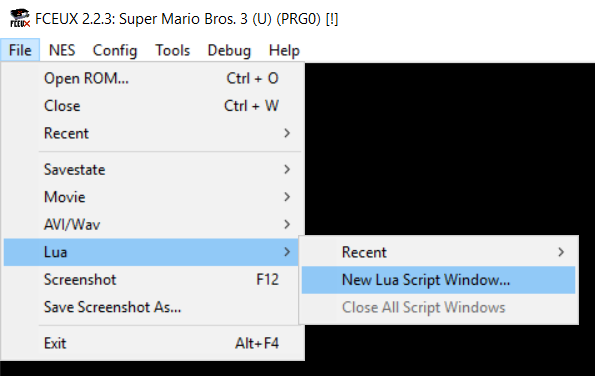 FCEUX 2.2.3: Super Mario Bros. 3 (U) (PRG0) [!]
File NES Config Tools Debug Help
Open ROM... Ctrl + O
Close Ctrl + W
Recent
Savestate
Movie
AVI/Wav
Lua
Recent
New Lua Script Window...
Close All Script Windows
Screenshot F12
Save Screenshot As...
Exit Alt+F4